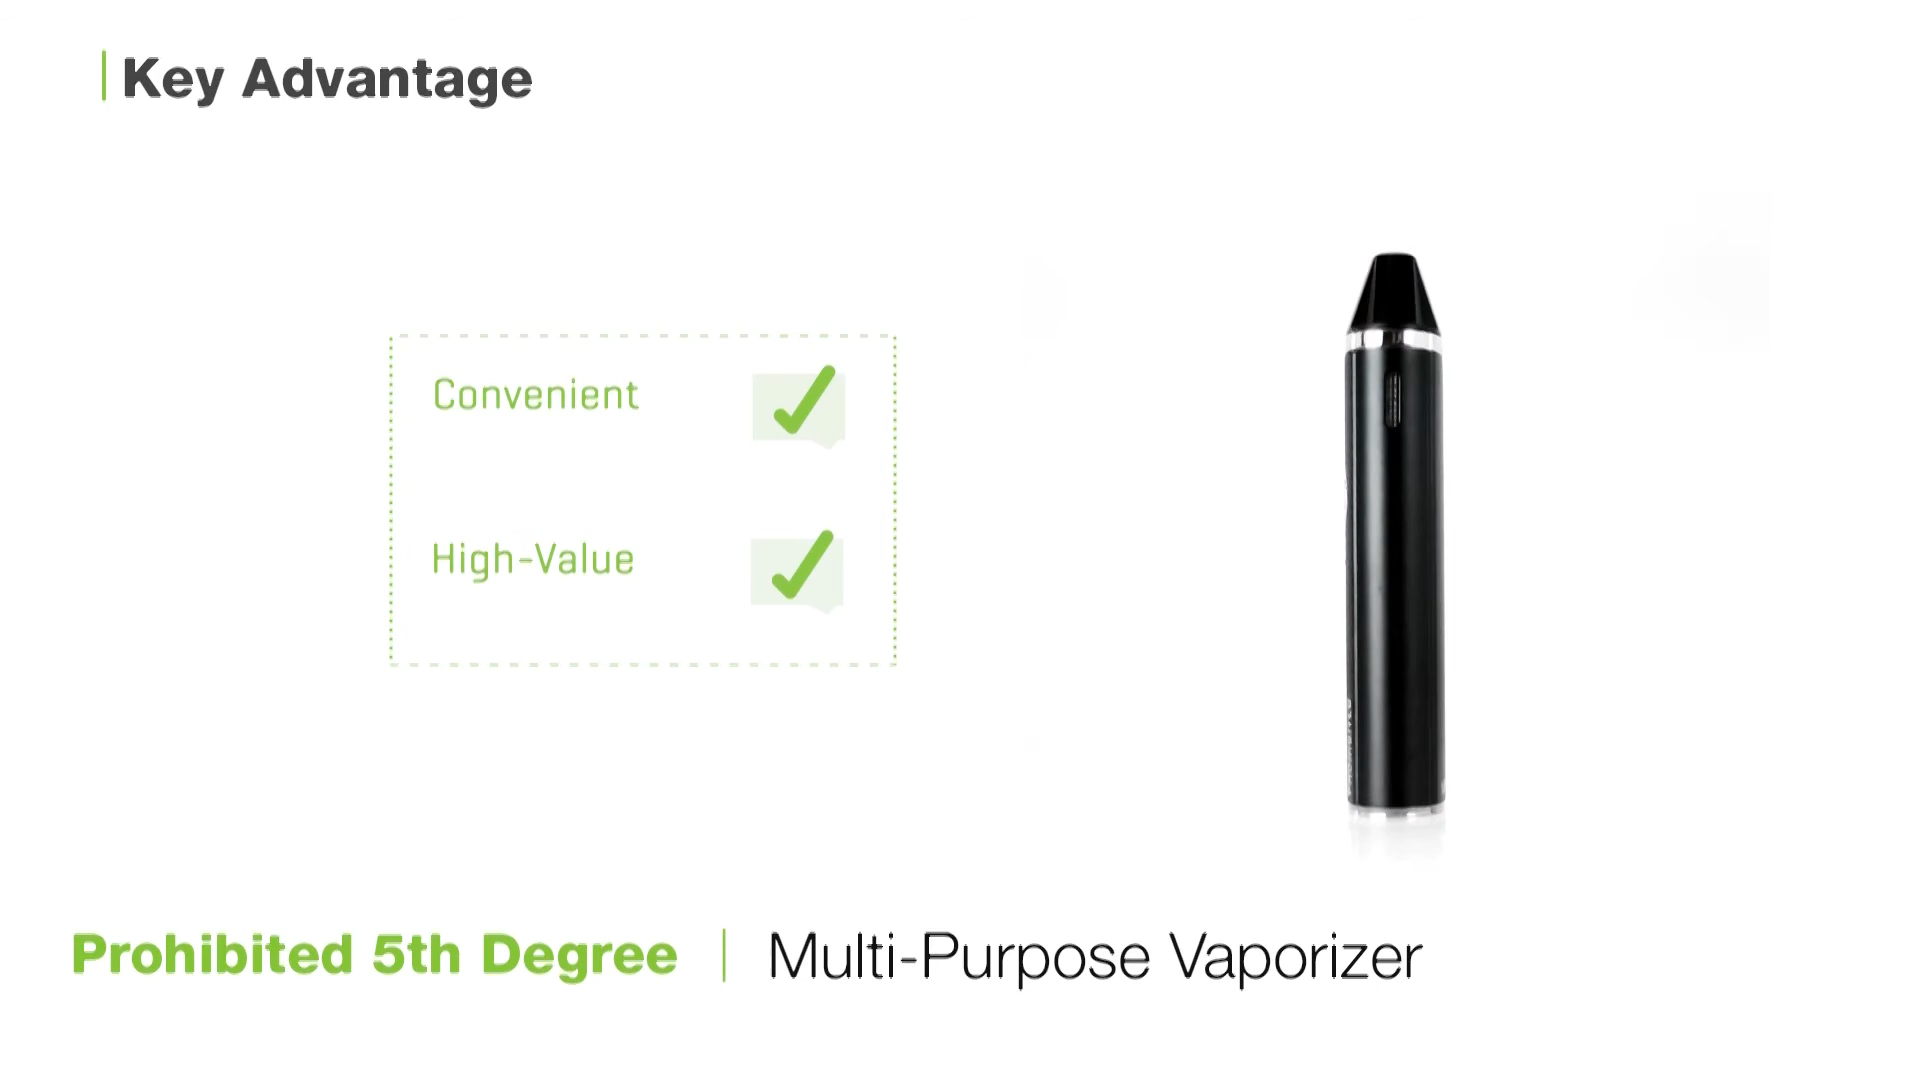 Key Advantage
Convenient
High-Value
Prohibited 5th Degree | Multi-Purpose Vaporizer